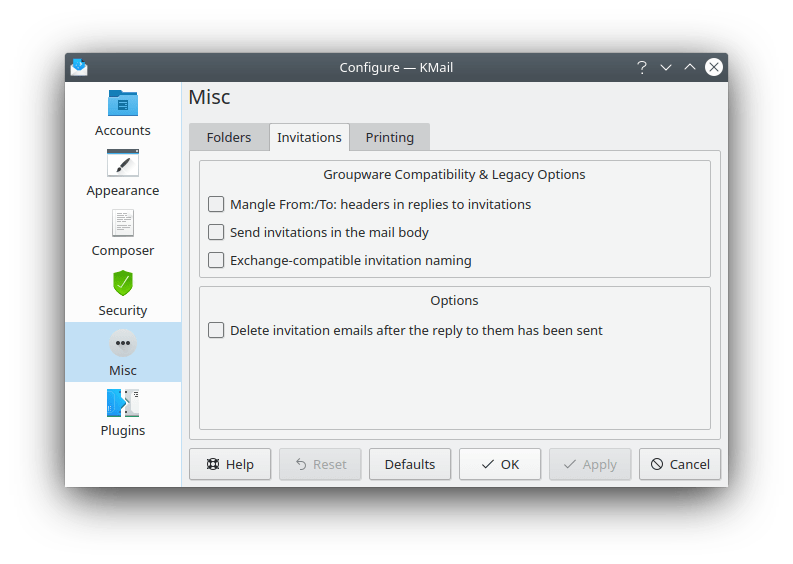 Configure — KMail
Accounts
Appearance
Composer
Security
Misc
Plugins
Misc
Folders
Invitations
Printing
Groupware Compatibility & Legacy Options
Mangle From:/To: headers in replies to invitations
Send invitations in the mail body
Exchange-compatible invitation naming
Options
Delete invitation emails after the reply to them has been sent
Help
Reset
Defaults
OK
Apply
Cancel